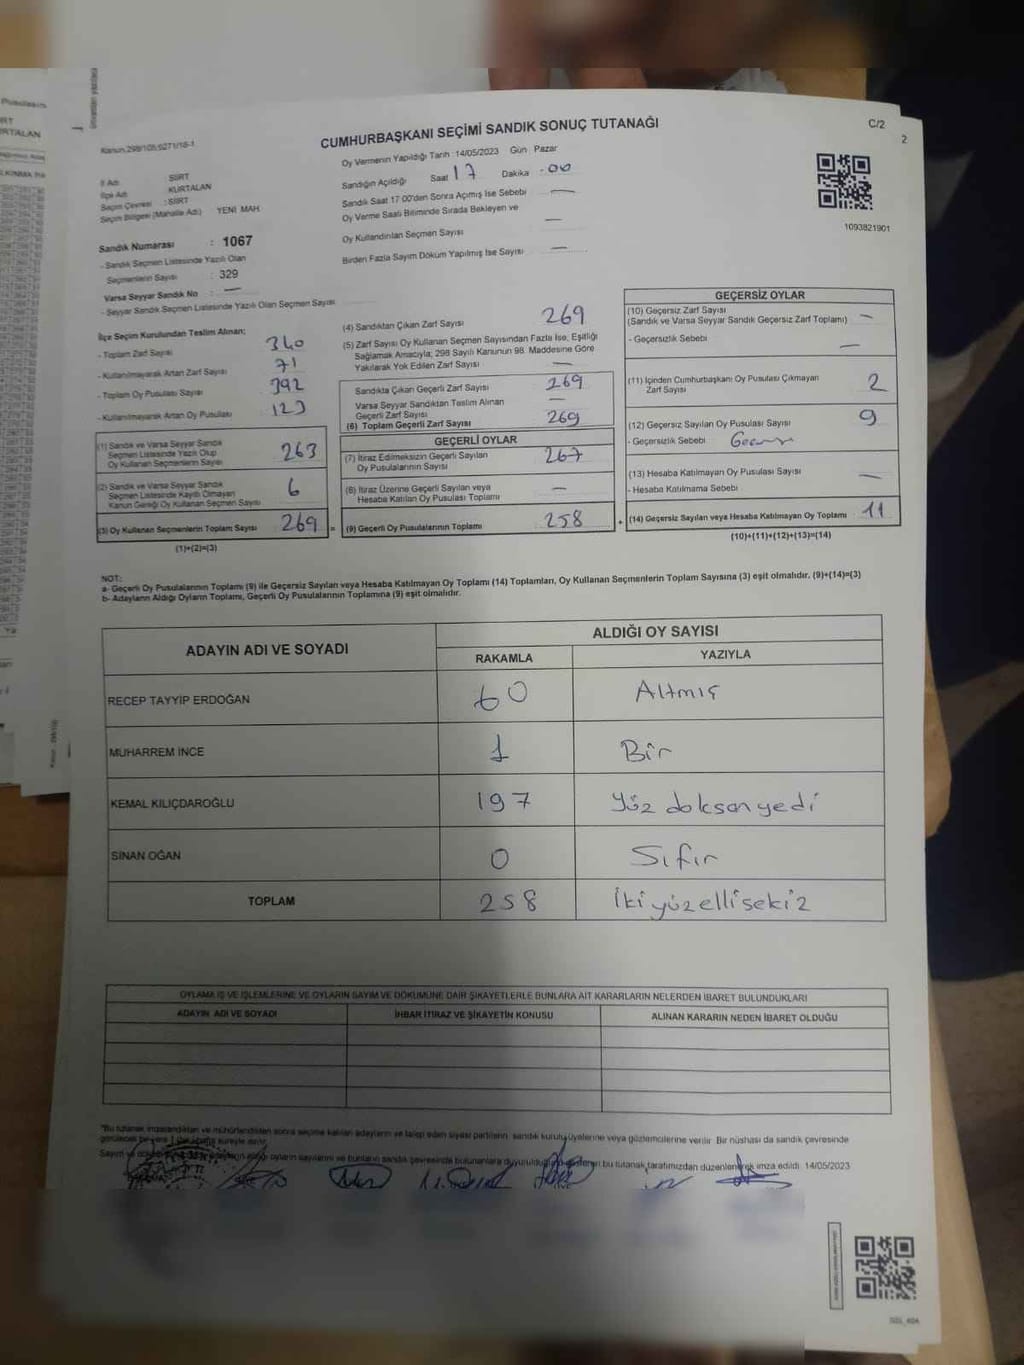 Pusulasın
RT
RTALAN
C/2
2
Kanun:298/105;6271/18-1
CUMHURBAŞKANI SEÇİMİ SANDIK SONUÇ TUTANAĞI
İl Adı : SİİRT
İlçe Adı : KURTALAN
Seçim Çevresi : SİİRT
Seçim Bölgesi (Mahalle Adı) YENİ MAH.
Sandık Numarası : 1067
- Sandık Seçmen Listesinde Yazılı Olan
Seçmenlerin Sayısı : 329
Varsa Seyyar Sandık No : —
- Seyyar Sandık Seçmen Listesinde Yazılı Olan Seçmen Sayısı
Oy Vermenin Yapıldığı Tarih :14/05/2023 Gün Pazar
Sandığın Açıldığı Saat 17 Dakika .00
Sandık Saat 17:00'den Sonra Açılmış İse Sebebi —
Oy Verme Saati Bitiminde Sırada Bekleyen ve
Oy Kullandırılan Seçmen Sayısı —
Birden Fazla Sayım Döküm Yapılmış İse Sayısı —
1093821901
İlçe Seçim Kurulundan Teslim Alınan;
- Toplam Zarf Sayısı 340
- Kullanılmayarak Artan Zarf Sayısı 71
- Toplam Oy Pusulası Sayısı 392
- Kullanılmayarak Artan Oy Pusulası 123
(1) Sandık ve Varsa Seyyar Sandık
Seçmen Listesinde Yazılı Olup
Oy Kullanan Seçmenlerin Sayısı 263
(2) Sandık ve Varsa Seyyar Sandık
Seçmen Listesinde Kayıtlı Olmayan
Kanun Gereği Oy Kullanan Seçmen Sayısı 6
(3) Oy Kullanan Seçmenlerin Toplam Sayısı 269 =
(1)+(2)=(3)
(4) Sandıktan Çıkan Zarf Sayısı 269
(5) Zarf Sayısı Oy Kullanan Seçmen Sayısından Fazla İse; Eşitliği
Sağlamak Amacıyla; 298 Sayılı Kanunun 98. Maddesine Göre
Yakılarak Yok Edilen Zarf Sayısı —
Sandıkta Çıkan Geçerli Zarf Sayısı 269
Varsa Seyyar Sandıktan Teslim Alınan
Geçerli Zarf Sayısı —
(6) Toplam Geçerli Zarf Sayısı 269
GEÇERLİ OYLAR
(7) İtiraz Edilmeksizin Geçerli Sayılan
Oy Pusulalarının Sayısı 267
(8) İtiraz Üzerine Geçerli Sayılan veya
Hesaba Katılan Oy Pusulası Toplamı —
(9) Geçerli Oy Pusulalarının Toplamı 258 +
GEÇERSİZ OYLAR
(10) Geçersiz Zarf Sayısı
(Sandık ve Varsa Seyyar Sandık Geçersiz Zarf Toplamı) —
- Geçersizlik Sebebi —
(11) İçinden Cumhurbaşkanı Oy Pusulası Çıkmayan
Zarf Sayısı 2
(12) Geçersiz Sayılan Oy Pusulası Sayısı 9
- Geçersizlik Sebebi
(13) Hesaba Katılmayan Oy Pusulası Sayısı —
- Hesaba Katılmama Sebebi
(14) Geçersiz Sayılan veya Hesaba Katılmayan Oy Toplamı 11
(10)+(11)+(12)+(13)=(14)
NOT:
a- Geçerli Oy Pusulalarının Toplamı (9) ile Geçersiz Sayılan veya Hesaba Katılmayan Oy Toplamı (14) Toplamları, Oy Kullanan Seçmenlerin Toplam Sayısına (3) eşit olmalıdır. (9)+(14)=(3)
b- Adayların Aldığı Oyların Toplamı, Geçerli Oy Pusulalarının Toplamına (9) eşit olmalıdır.
ADAYIN ADI VE SOYADI ALDIĞI OY SAYISI
RAKAMLA YAZIYLA
RECEP TAYYİP ERDOĞAN 60 Altmış
MUHARREM İNCE 1 Bir
KEMAL KILIÇDAROĞLU 197 Yüz doksan yedi
SİNAN OĞAN 0 Sıfır
TOPLAM 258 İki yüz elli sekiz
OYLAMA İŞ VE İŞLEMLERİNE VE OYLARIN SAYIM VE DÖKÜMÜNE DAİR ŞİKAYETLERLE BUNLARA AİT KARARLARIN NELERDEN İBARET BULUNDUKLARI
ADAYIN ADI VE SOYADI İHBAR İTİRAZ VE ŞİKAYETİN KONUSU ALINAN KARARIN NEDEN İBARET OLDUĞU
*Bu tutanak imzalandıktan ve mühürlendikten sonra seçime katılan adayların ve talep eden siyasi partilerin sandık kurulu üyelerine veya gözlemcilerine verilir. Bir nüshası da sandık çevresinde
bu tutanak tarafımızdan düzenlenerek imza edildi. 14/05/2023